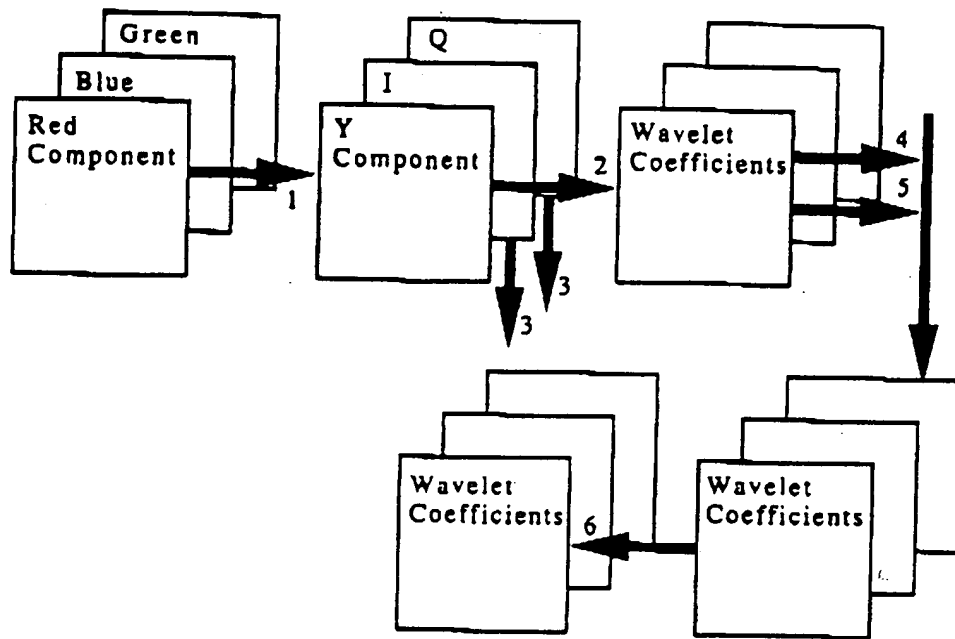 Green
Blue
Red
Component
1
Q
I
Y
Component
2
3
3
Wavelet
Coefficients
4
5
Wavelet
Coefficients
6
Wavelet
Coefficients